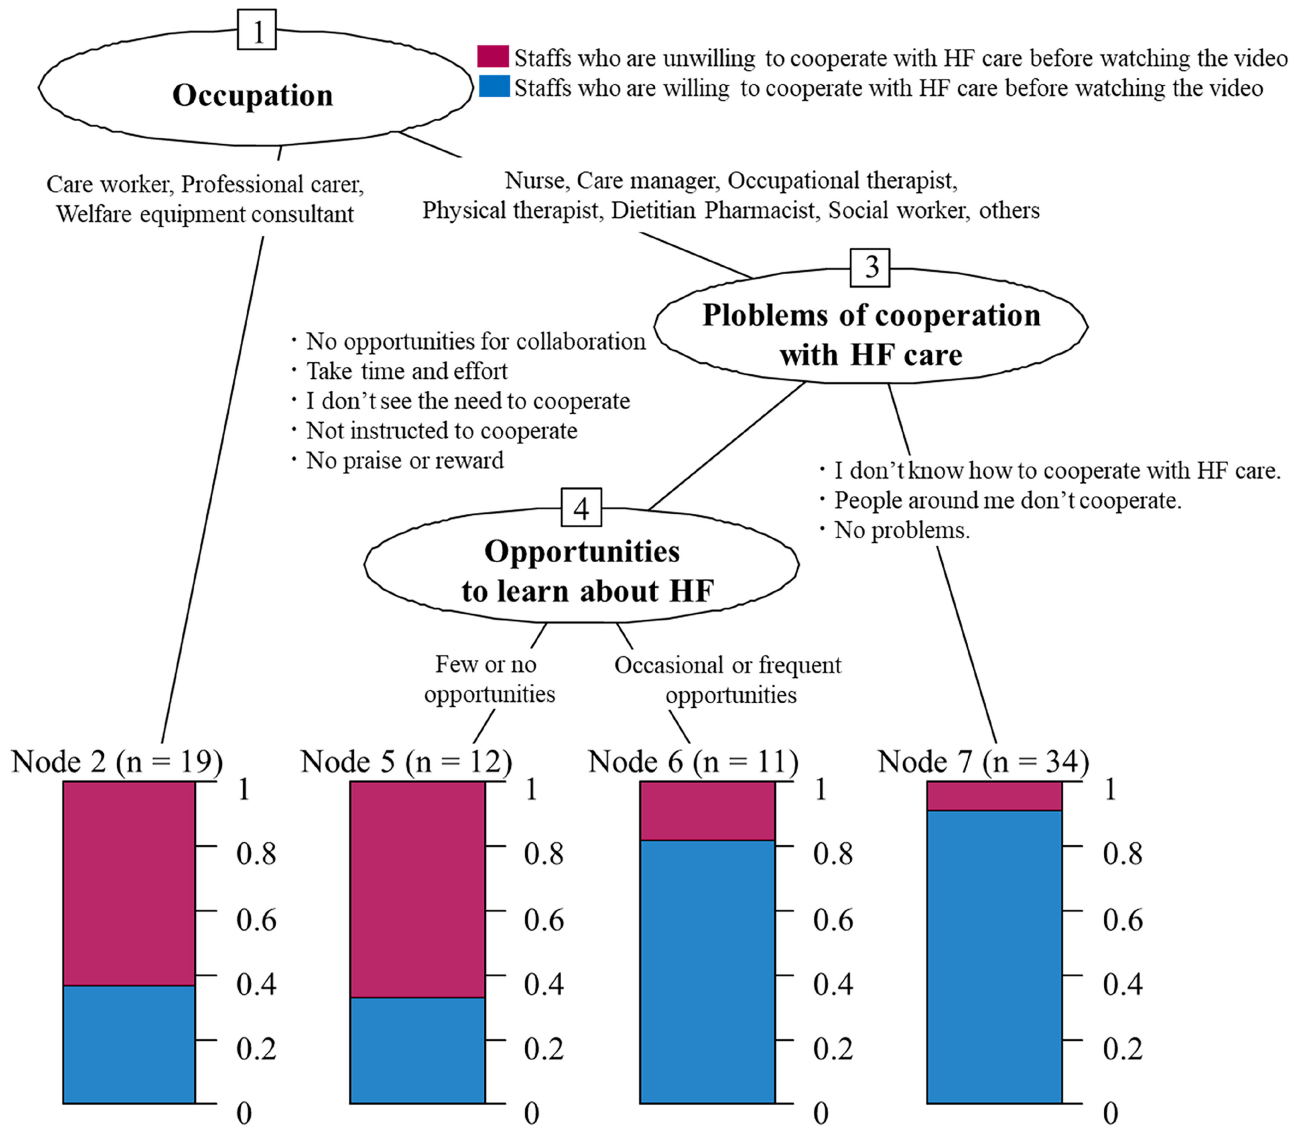 1
Occupation
Staffs who are unwilling to cooperate with HF care before watching the video
Staffs who are willing to cooperate with HF care before watching the video
Care worker, Professional carer,
Welfare equipment consultant
Nurse, Care manager, Occupational therapist,
Physical therapist, Dietitian Pharmacist, Social worker, others
3
Ploblems of cooperation
with HF care
・No opportunities for collaboration
・Take time and effort
・I don't see the need to cooperate
・Not instructed to cooperate
・No praise or reward
・I don't know how to cooperate with HF care.
・People around me don't cooperate.
・No problems.
4
Opportunities
to learn about HF
Few or no
opportunities
Occasional or frequent
opportunities
Node 2 (n = 19)
1
0.8
0.6
0.4
0.2
0
Node 5 (n = 12)
1
0.8
0.6
0.4
0.2
0
Node 6 (n = 11)
1
0.8
0.6
0.4
0.2
0
Node 7 (n = 34)
1
0.8
0.6
0.4
0.2
0